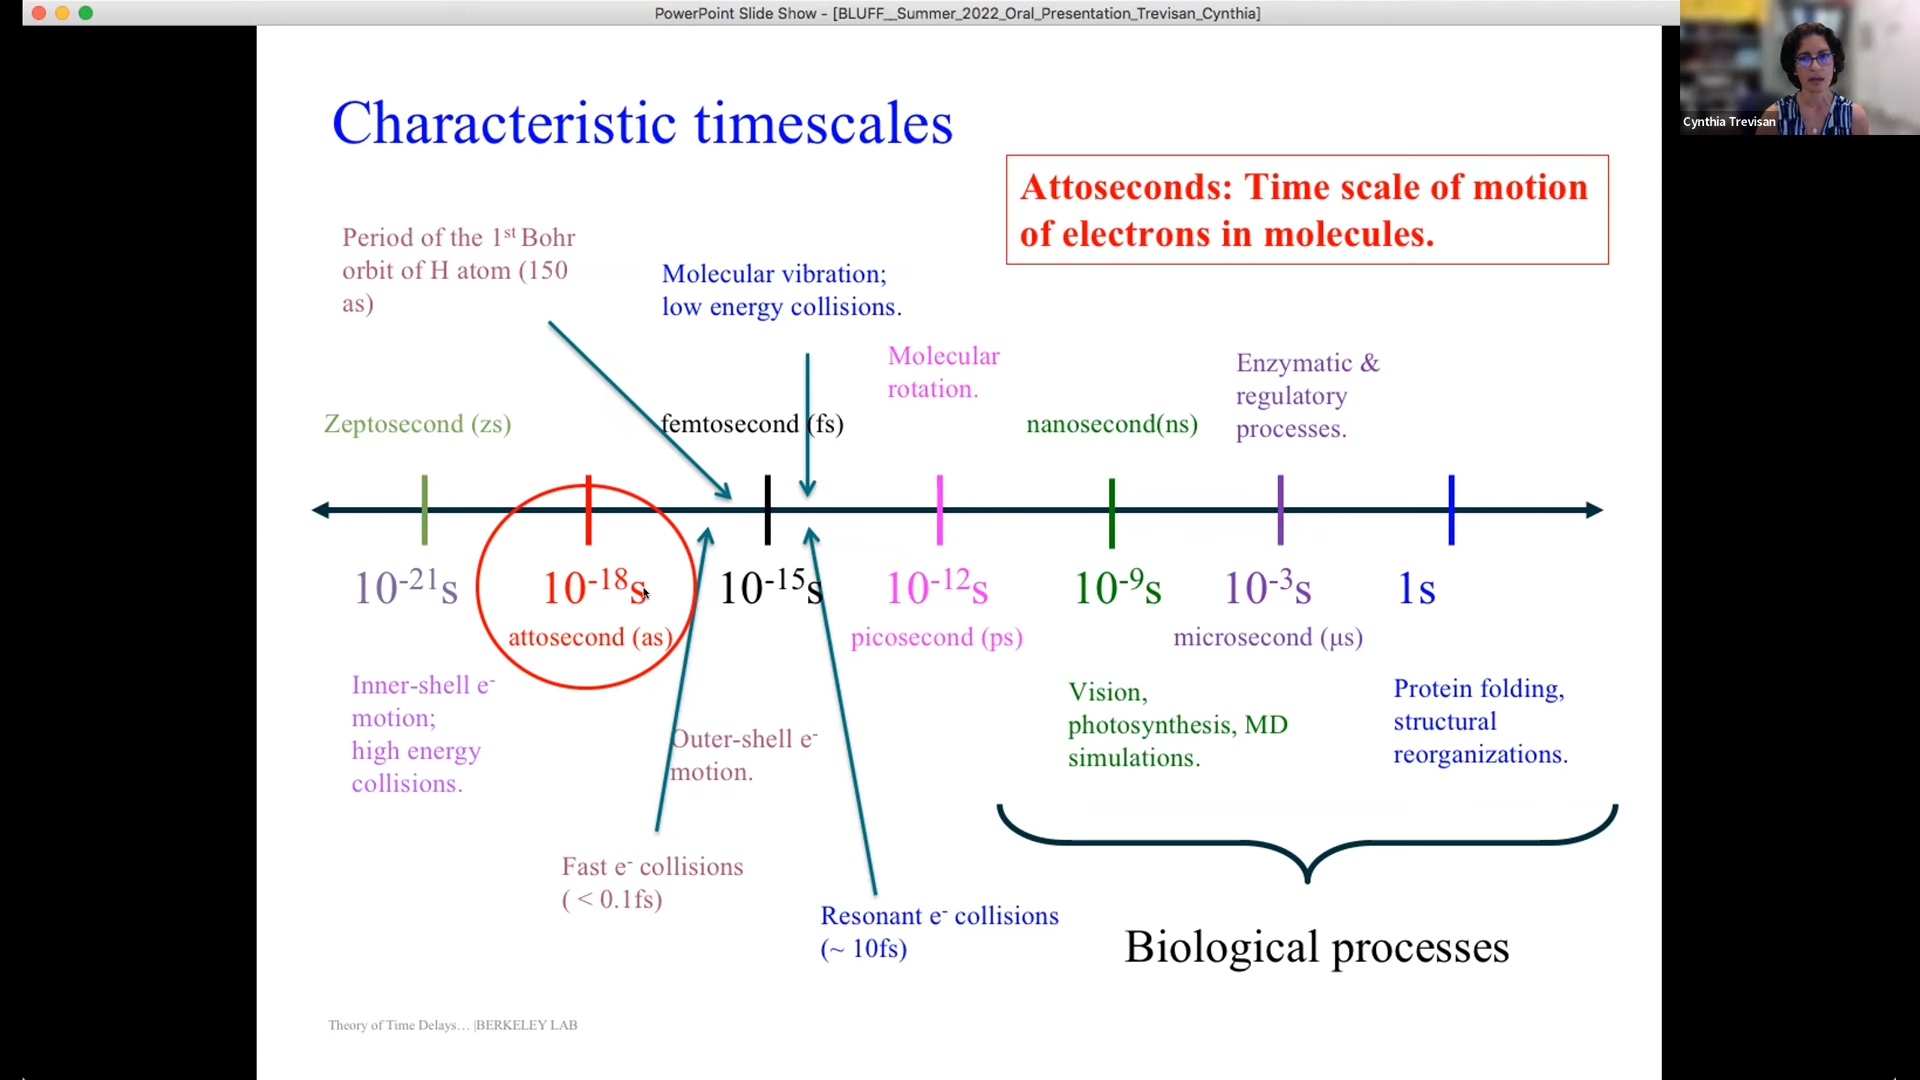 PowerPoint Slide Show - [BLUFF__Summer_2022_Oral_Presentation_Trevisan_Cynthia]
Cynthia Trevisan
Characteristic timescales
Attoseconds: Time scale of motion
of electrons in molecules.
Period of the 1st Bohr
orbit of H atom (150
as)
Molecular vibration;
low energy collisions.
Molecular
rotation.
Enzymatic &
regulatory
processes.
Zeptosecond (zs)
femtosecond (fs)
nanosecond(ns)
10-21s
10-18s
10-15s
10-12s
10-9s
10-3s
1s
attosecond (as)
picosecond (ps)
microsecond (μs)
Inner-shell e-
motion;
high energy
collisions.
Outer-shell e-
motion.
Vision,
photosynthesis, MD
simulations.
Protein folding,
structural
reorganizations.
Fast e- collisions
( < 0.1fs)
Resonant e- collisions
(~ 10fs)
Biological processes
Theory of Time Delays… |BERKELEY LAB